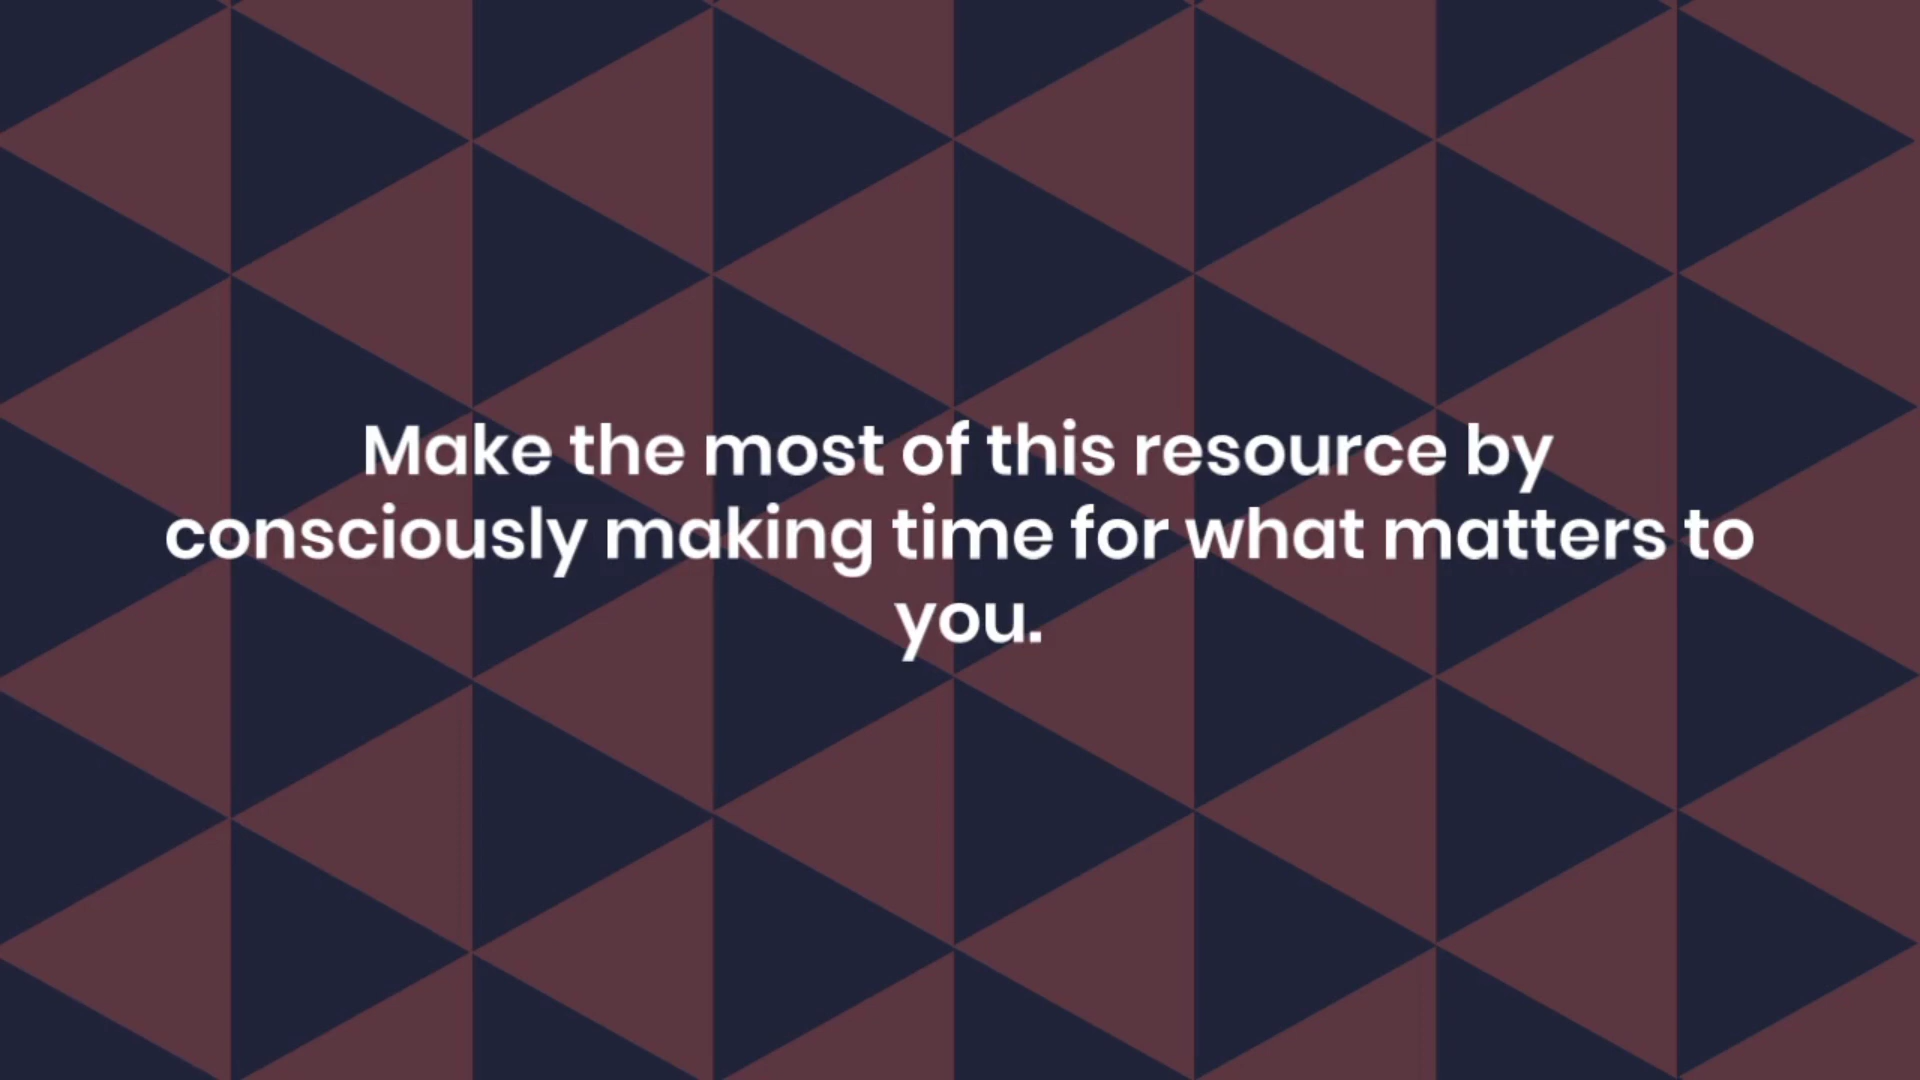 Make the most of this resource by
consciously making time for what matters to
you.